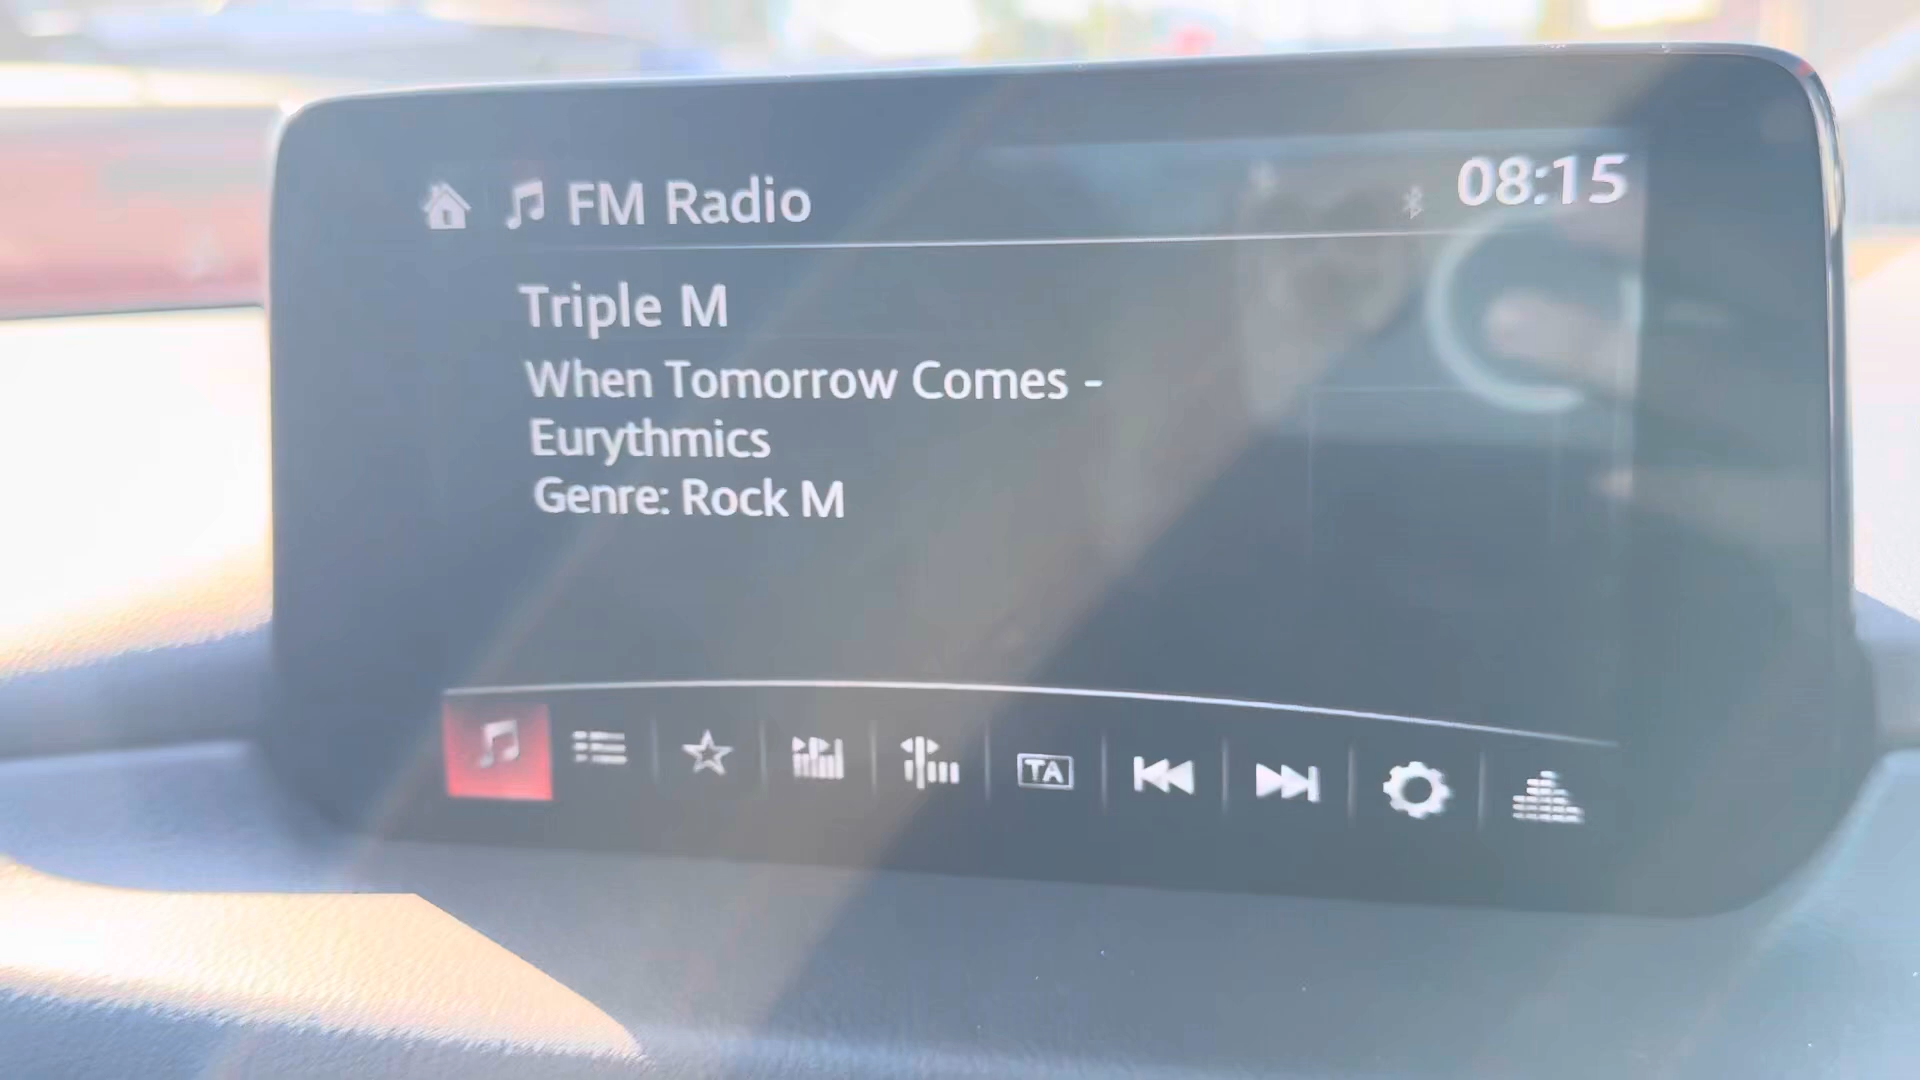 FM Radio
08:15
Triple M
When Tomorrow Comes -
Eurythmics
Genre: Rock M
TA